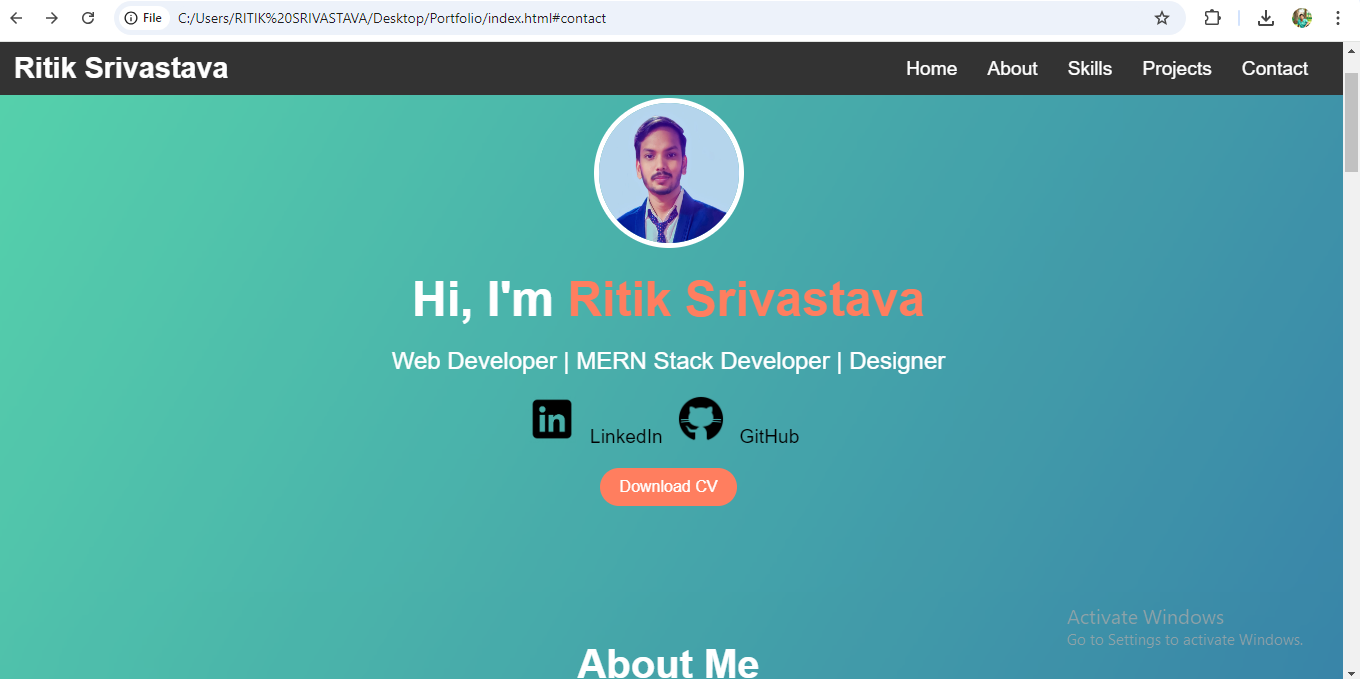 File C:/Users/RITIK%20SRIVASTAVA/Desktop/Portfolio/index.html#contact
Ritik Srivastava Home About Skills Projects Contact
Hi, I'm Ritik Srivastava
Web Developer | MERN Stack Developer | Designer
in LinkedIn GitHub
Download CV
Activate Windows
Go to Settings to activate Windows.
About Me